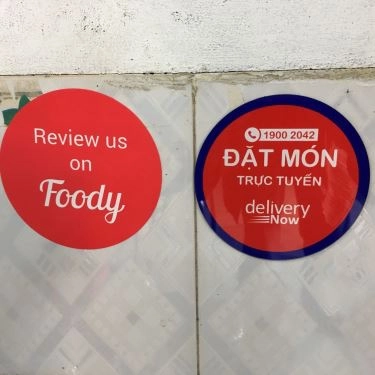 Review us
on
Foody
1900 2042
ĐẶT MÓN
TRỰC TUYẾN
delivery
Now